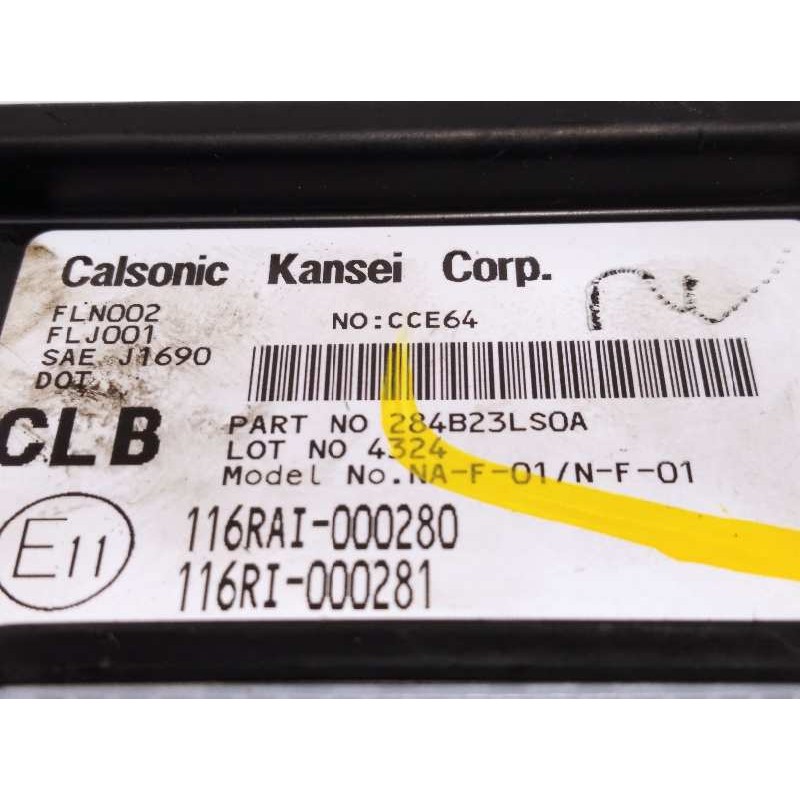 Calsonic Kansei Corp.
FLN002
FLJ001
SAE J1690
DOT
NO:CCE64
CLB
PART NO 284B23LS0A
LOT NO 4324
Model No.NA-F-01/N-F-01
E11
116RAI-000280
116RI-000281